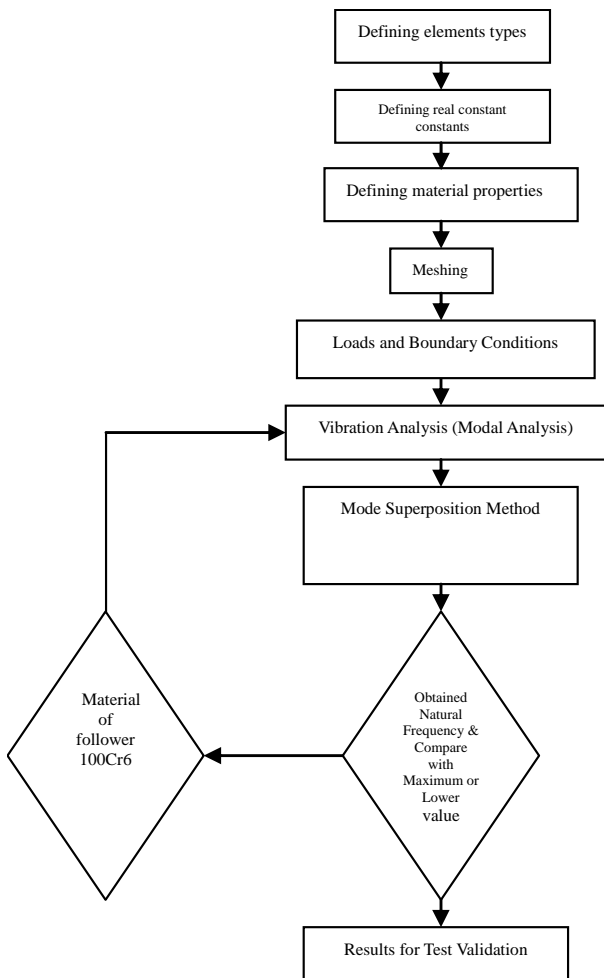 Defining elements types
Defining real constant
constants
Defining material properties
Meshing
Loads and Boundary Conditions
Vibration Analysis (Modal Analysis)
Mode Superposition Method
Material
of
follower
100Cr6
Obtained
Natural
Frequency &
Compare
with
Maximum or
Lower
value
Results for Test Validation